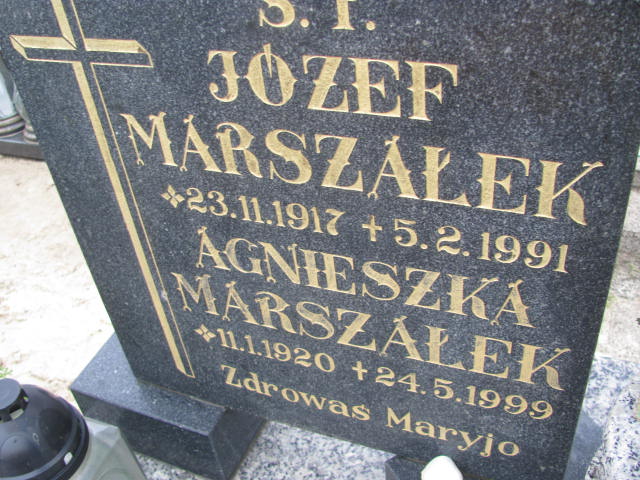 Ś. P.
JÓZEF
MARSZAŁEK
23.11.1917 + 5.2.1991
AGNIESZKA
MARSZAŁEK
11.1.1920 + 24.5.1999
Zdrowaś Maryjo